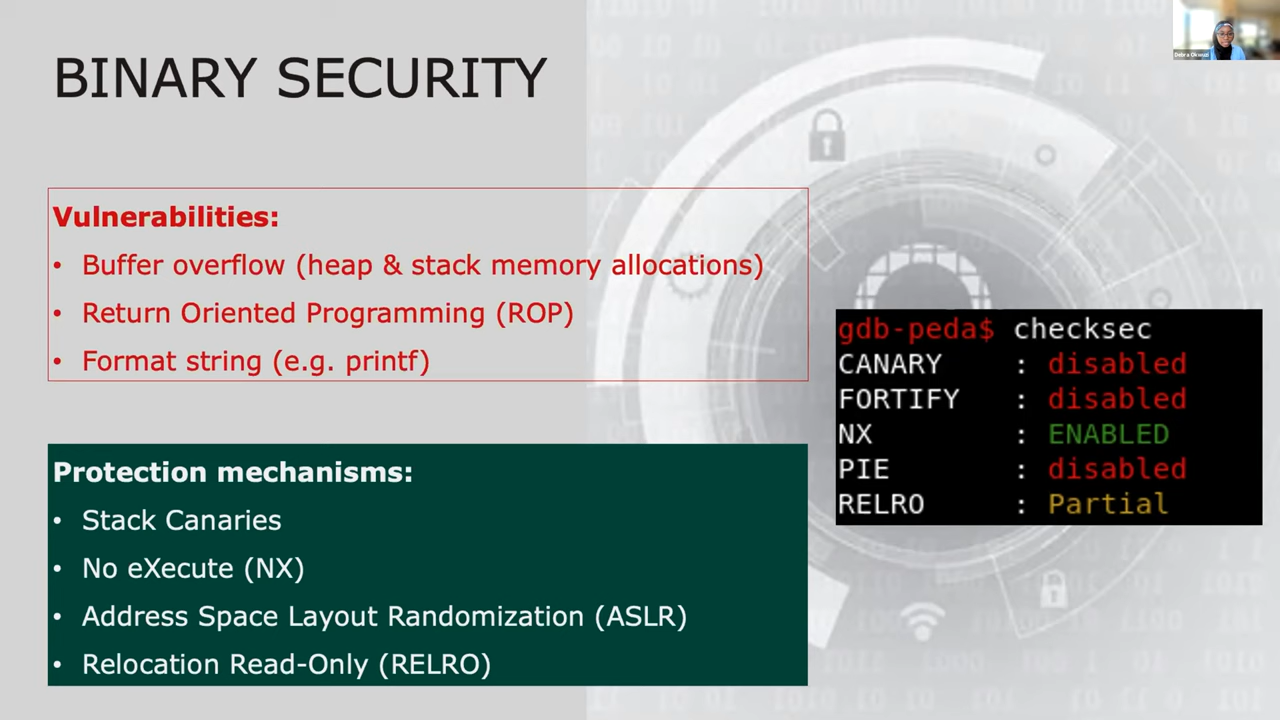 BINARY SECURITY
Vulnerabilities:
• Buffer overflow (heap & stack memory allocations)
• Return Oriented Programming (ROP)
• Format string (e.g. printf)
Protection mechanisms:
• Stack Canaries
• No eXecute (NX)
• Address Space Layout Randomization (ASLR)
• Relocation Read-Only (RELRO)
gdb-peda$ checksec
CANARY : disabled
FORTIFY : disabled
NX : ENABLED
PIE : disabled
RELRO : Partial